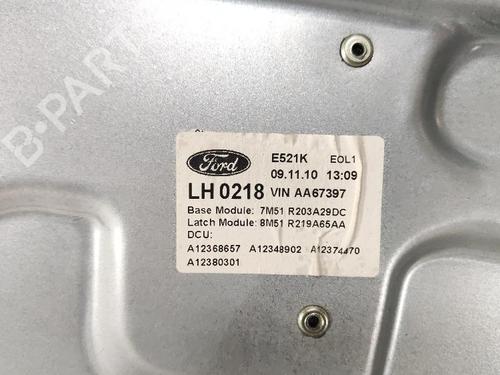 B-PARTS
Ford
E521K EOL1
09.11.10 13:09
LH 0218 VIN AA67397
Base Module: 7M51 R203A29DC
Latch Module: 8M51 R219A65AA
DCU:
A12368657 A12348902 A12374470
A12380301